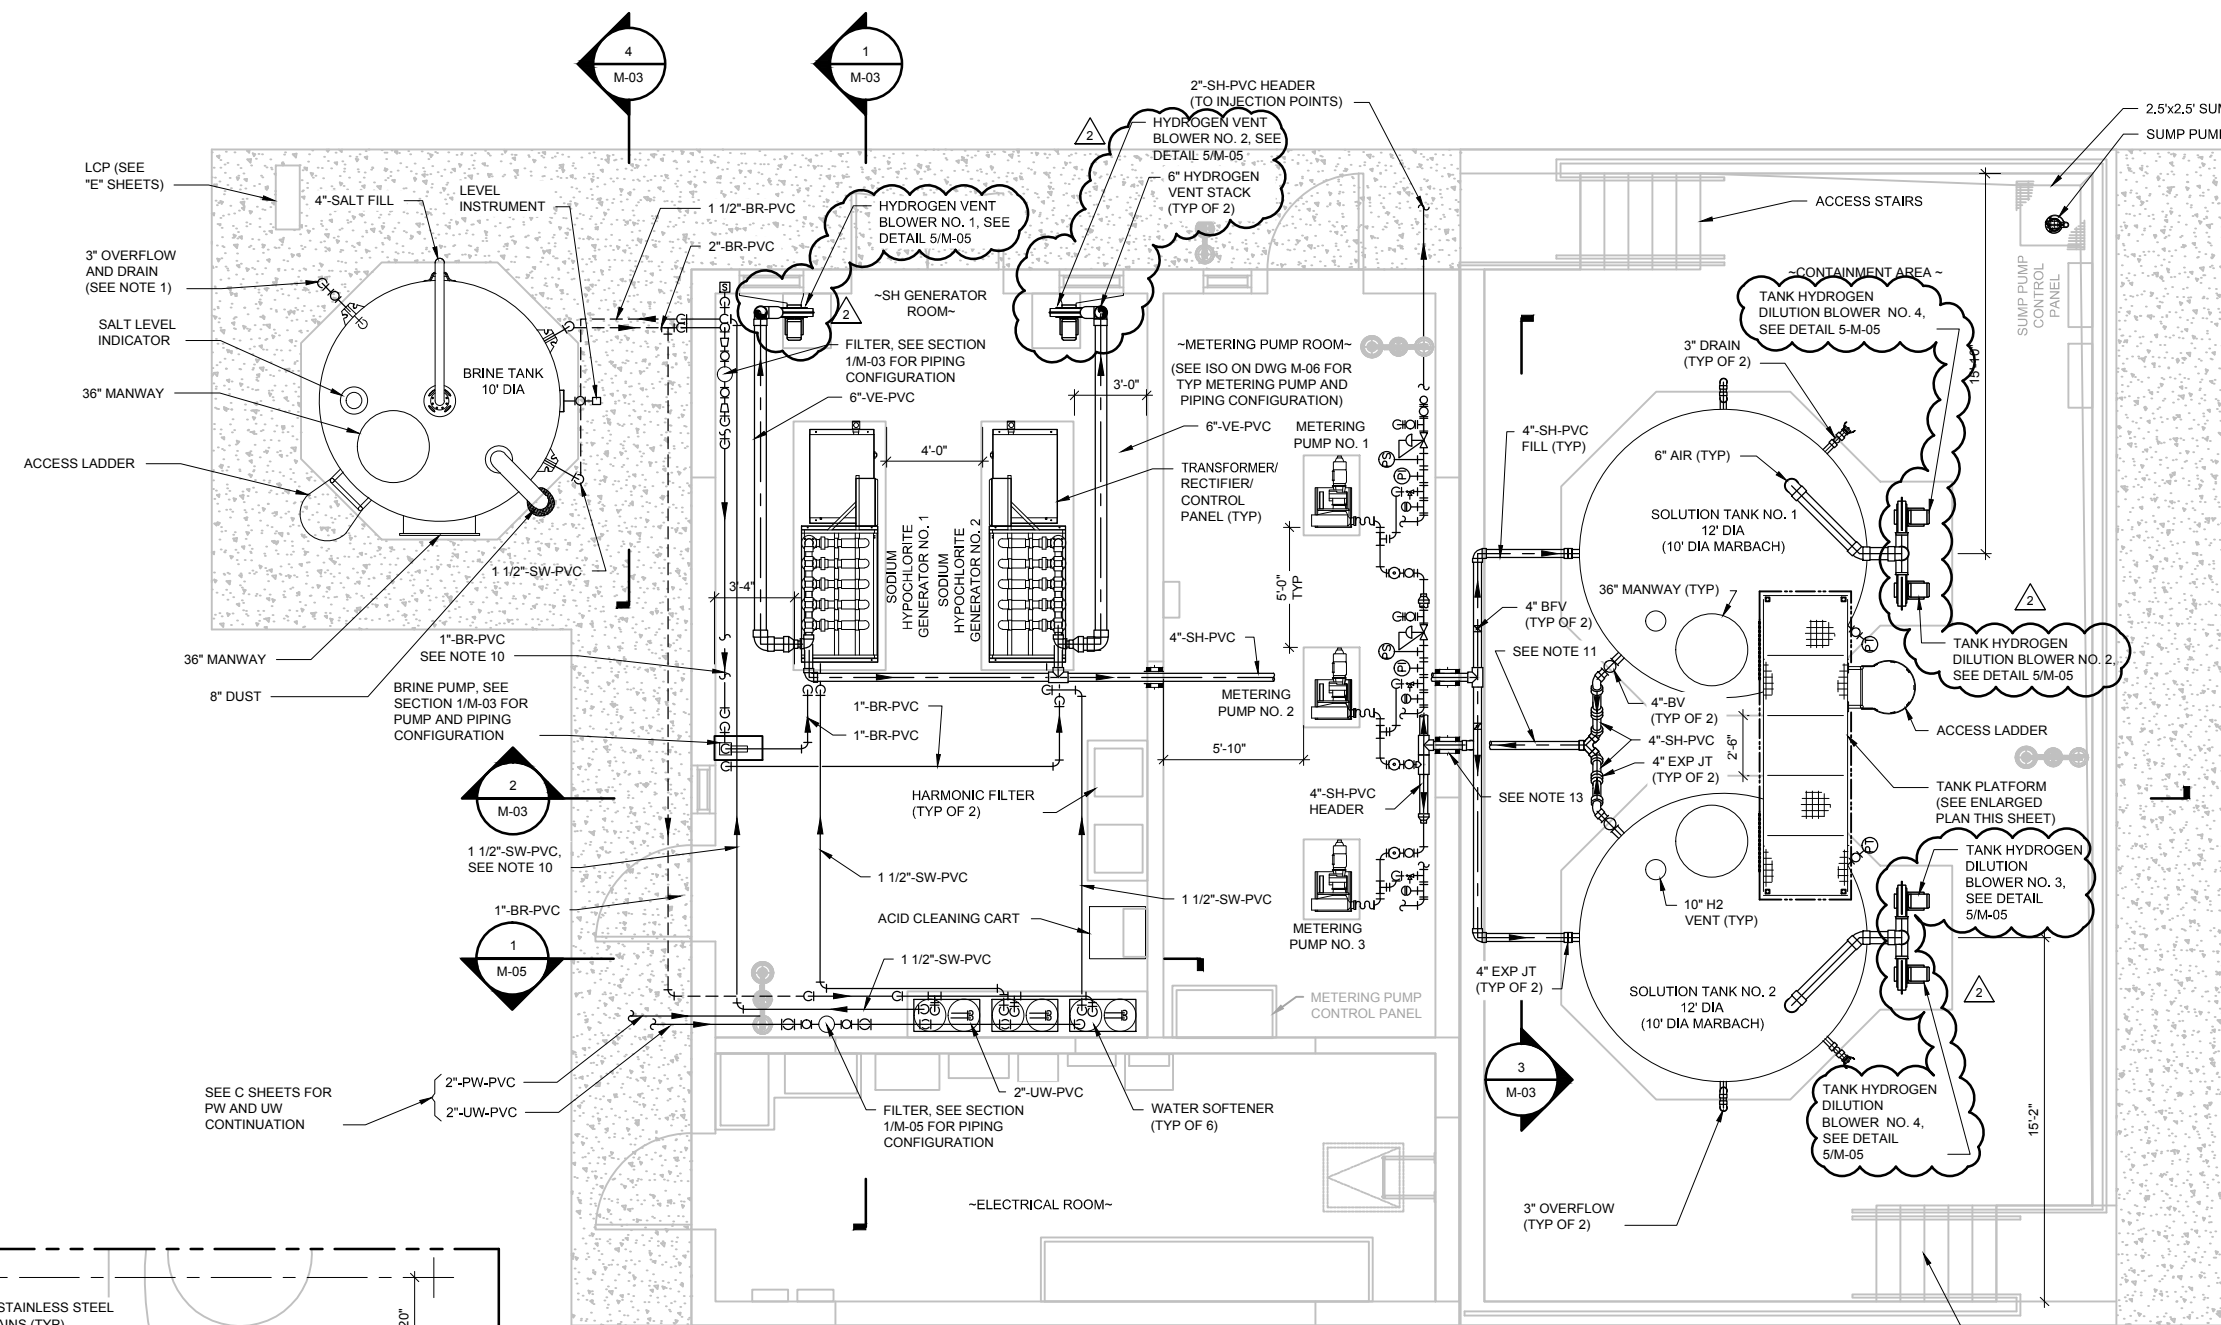 4
M-03
1
M-03
2"-SH-PVC HEADER
(TO INJECTION POINTS)
2
HYDROGEN VENT
BLOWER NO. 2, SEE
DETAIL 5/M-05
6" HYDROGEN
VENT STACK
(TYP OF 2)
2.5'x2.5'
LCP (SEE
"E" SHEETS)
4"-SALT FILL
LEVEL
INSTRUMENT
1 1/2"-BR-PVC
2"-BR-PVC
HYDROGEN VENT
BLOWER NO. 1, SEE
DETAIL 5/M-05
2
ACCESS STAIRS
3" OVERFLOW
AND DRAIN
(SEE NOTE 1)
SALT LEVEL
INDICATOR
36" MANWAY
ACCESS LADDER
BRINE TANK
10' DIA
S
~SH GENERATOR
ROOM~
FILTER, SEE SECTION
1/M-03 FOR PIPING
CONFIGURATION
6"-VE-PVC
~METERING PUMP ROOM~
(SEE ISO ON DWG M-06 FOR
TYP METERING PUMP AND
PIPING CONFIGURATION)
3'-0"
4'-0"
6"-VE-PVC
TRANSFORMER/
RECTIFIER/
CONTROL
PANEL (TYP)
METERING
PUMP NO. 1
PS
PI
~CONTAINMENT AREA ~
TANK HYDROGEN
DILUTION BLOWER NO. 4,
SEE DETAIL 5-M-05
SUMP PUMP
CONTROL
PANEL
15'-10"
3" DRAIN
(TYP OF 2)
4"-SH-PVC
FILL (TYP)
6" AIR (TYP)
SOLUTION TANK NO. 1
12' DIA
(10' DIA MARBACH)
36" MANWAY (TYP)
SODIUM
HYPOCHLORITE
GENERATOR NO. 1
SODIUM
HYPOCHLORITE
GENERATOR NO. 2
3'-4"
5'-0"
TYP
1 1/2"-SW-PVC
36" MANWAY
8" DUST
1"-BR-PVC
SEE NOTE 10
BRINE PUMP, SEE
SECTION 1/M-03 FOR
PUMP AND PIPING
CONFIGURATION
1"-BR-PVC
1"-BR-PVC
4"-SH-PVC
METERING
PUMP NO. 2
PS
PI
5'-10"
4" BFV
(TYP OF 2)
SEE NOTE 11
4"-BV
(TYP OF 2)
4"-SH-PVC
4" EXP JT
(TYP OF 2)
2'-6"
2
TANK HYDROGEN
DILUTION BLOWER NO. 2,
SEE DETAIL 5/M-05
ACCESS LADDER
TANK PLATFORM
(SEE ENLARGED
PLAN THIS SHEET)
2
M-03
HARMONIC FILTER
(TYP OF 2)
4"-SH-PVC
HEADER
SEE NOTE 13
1 1/2"-SW-PVC,
SEE NOTE 10
1"-BR-PVC
1
M-05
1 1/2"-SW-PVC
ACID CLEANING CART
1 1/2"-SW-PVC
1 1/2"-SW-PVC
METERING
PUMP NO. 3
10" H2
VENT (TYP)
TANK HYDROGEN
DILUTION
BLOWER NO. 3,
SEE DETAIL
5/M-05
4" EXP JT
(TYP OF 2)
SOLUTION TANK NO. 2
12' DIA
(10' DIA MARBACH)
2
METERING PUMP
CONTROL PANEL
3
M-03
TANK HYDROGEN
DILUTION
BLOWER NO. 4,
SEE DETAIL
5/M-05
15'-2"
SEE C SHEETS FOR
PW AND UW
CONTINUATION
2"-PW-PVC
2"-UW-PVC
FILTER, SEE SECTION
1/M-05 FOR PIPING
CONFIGURATION
2"-UW-PVC
WATER SOFTENER
(TYP OF 6)
~ELECTRICAL ROOM~
3" OVERFLOW
(TYP OF 2)
STAINLESS STEEL
(TYP)